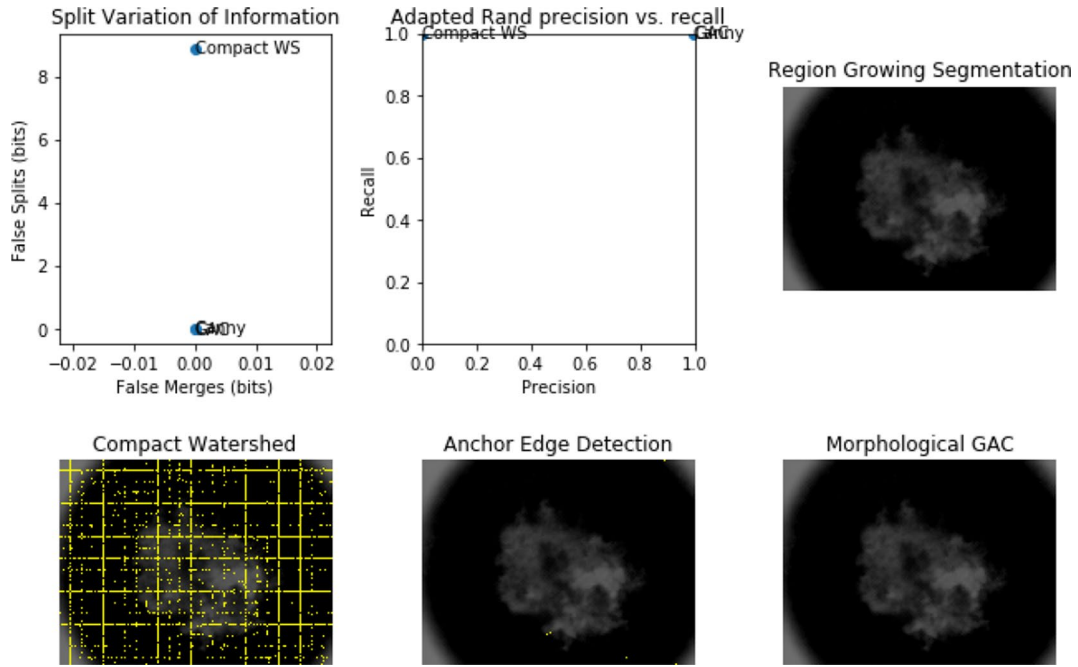 Split Variation of Information
Adapted Rand precision vs. recall
Region Growing Segmentation
Compact WS
False Splits (bits)
8
6
4
2
0
−0.02
−0.01
0.00
0.01
0.02
False Merges (bits)
Compact WS
Recall
1.0
0.8
0.6
0.4
0.2
0.0
0.0
0.2
0.4
0.6
0.8
1.0
Precision
Compact Watershed
Anchor Edge Detection
Morphological GAC